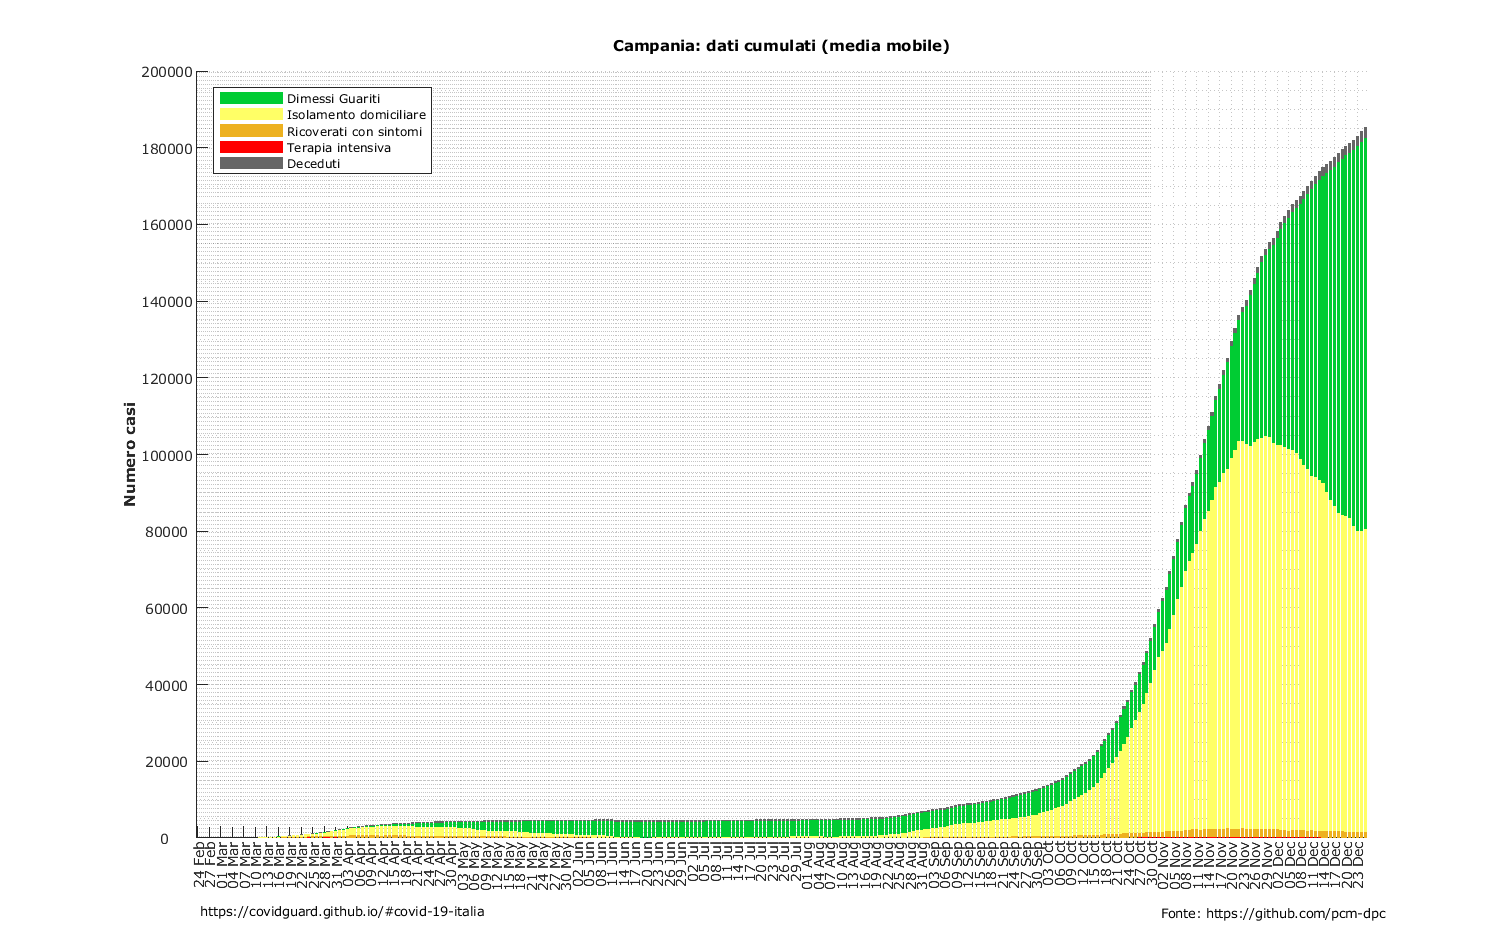 Campania: dati cumulati (media mobile)
200000
180000
160000
140000
120000
100000
80000
60000
40000
20000
0
Numero casi
Dimessi Guariti
Isolamento domiciliare
Ricoverati con sintomi
Terapia intensiva
Deceduti
24 Feb
27 Feb
01 Mar
04 Mar
07 Mar
10 Mar
13 Mar
16 Mar
19 Mar
22 Mar
25 Mar
28 Mar
31 Mar
03 Apr
06 Apr
09 Apr
12 Apr
15 Apr
18 Apr
21 Apr
24 Apr
27 Apr
30 Apr
03 May
06 May
09 May
12 May
15 May
18 May
21 May
24 May
27 May
30 May
02 Jun
05 Jun
08 Jun
11 Jun
14 Jun
17 Jun
20 Jun
23 Jun
26 Jun
29 Jun
02 Jul
05 Jul
08 Jul
11 Jul
14 Jul
17 Jul
20 Jul
23 Jul
26 Jul
29 Jul
01 Aug
04 Aug
07 Aug
10 Aug
13 Aug
16 Aug
19 Aug
22 Aug
25 Aug
28 Aug
31 Aug
03 Sep
06 Sep
09 Sep
12 Sep
15 Sep
18 Sep
21 Sep
24 Sep
27 Sep
30 Sep
03 Oct
06 Oct
09 Oct
12 Oct
15 Oct
18 Oct
21 Oct
24 Oct
27 Oct
30 Oct
02 Nov
05 Nov
08 Nov
11 Nov
14 Nov
17 Nov
20 Nov
23 Nov
26 Nov
29 Nov
02 Dec
05 Dec
08 Dec
11 Dec
14 Dec
17 Dec
20 Dec
23 Dec
https://covidguard.github.io/#covid-19-italia
Fonte: https://github.com/pcm-dpc